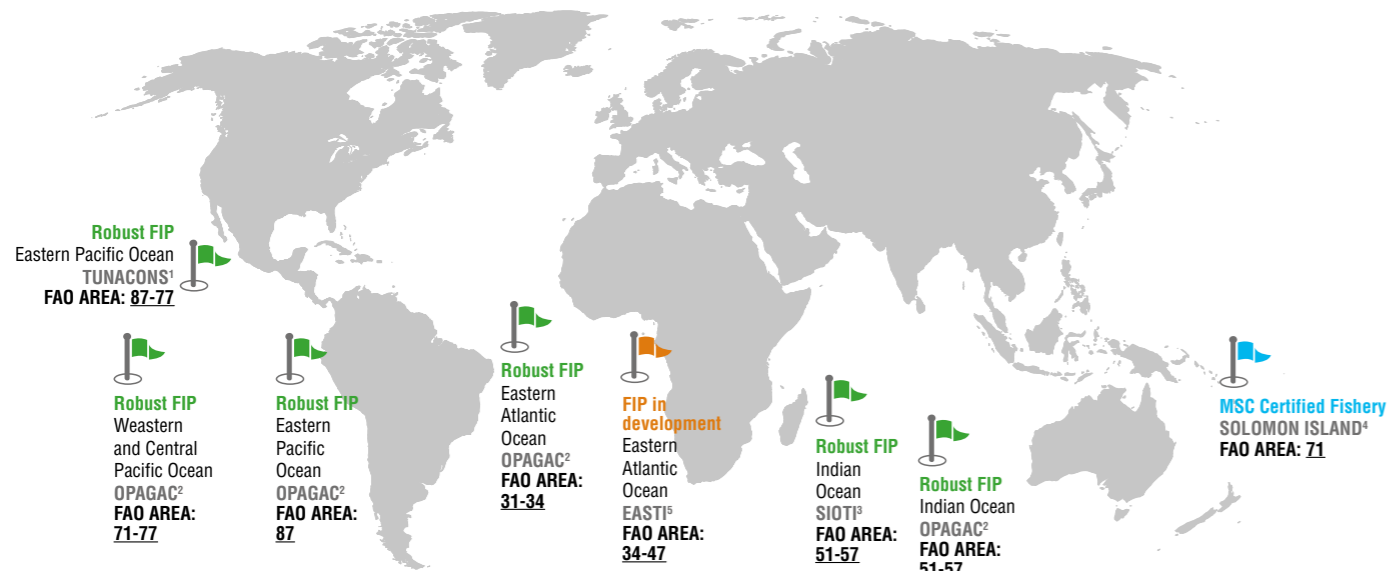 Robust FIP
Eastern Pacific Ocean
TUNACONS¹
FAO AREA: 87-77
Robust FIP
Weastern
and Central
Pacific Ocean
OPAGAC²
FAO AREA:
71-77
Robust FIP
Eastern
Pacific
Ocean
OPAGAC²
FAO AREA:
87
Robust FIP
Eastern
Atlantic
Ocean
OPAGAC²
FAO AREA:
31-34
FIP in
development
Eastern
Atlantic
Ocean
EASTI⁵
FAO AREA:
34-47
Robust FIP
Indian
Ocean
SIOTI³
FAO AREA:
51-57
Robust FIP
Indian Ocean
OPAGAC²
FAO AREA:
51-57
MSC Certified Fishery
SOLOMON ISLAND⁴
FAO AREA: 71